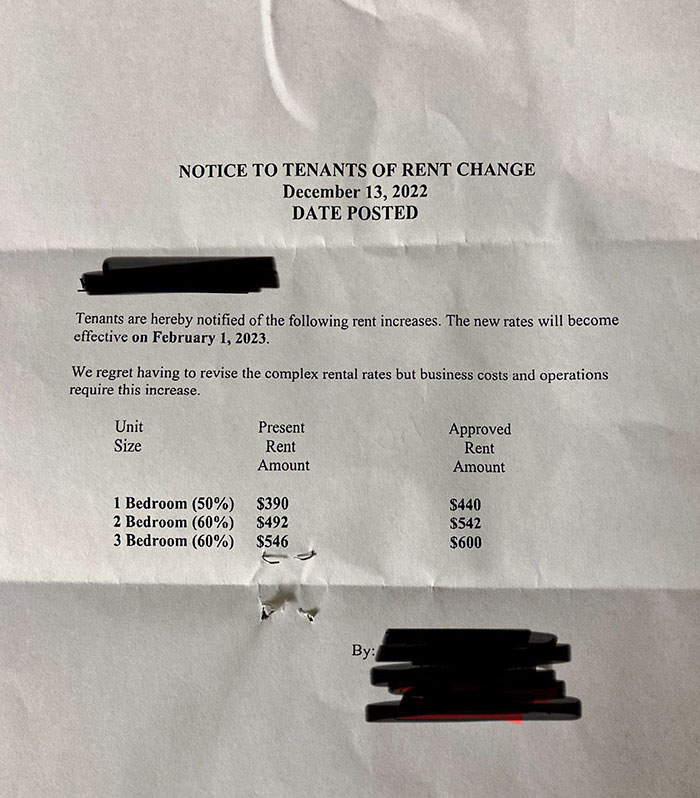 NOTICE TO TENANTS OF RENT CHANGE
December 13, 2022
DATE POSTED
Tenants are hereby notified of the following rent increases. The new rates will become
effective on February 1, 2023.
We regret having to revise the complex rental rates but business costs and operations
require this increase.
Unit Present Approved
Size Rent Rent
Amount Amount
1 Bedroom (50%) $390 $440
2 Bedroom (60%) $492 $542
3 Bedroom (60%) $546 $600
By: